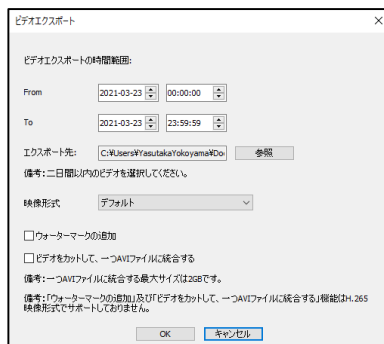 ビデオエクスポート
ビデオエクスポートの時間範囲:
From 2021-03-23 00:00:00
To 2021-03-23 23:59:59
エクスポート先: C:¥Users¥YasutakaYokoyama¥Do 参照
備考:二日間以内のビデオを選択してください。
映像形式 デフォルト
ウォーターマークの追加
ビデオをカットして、一つAVIファイルに統合する
備考:一つAVIファイルに統合する最大サイズは2GBです。
備考:「ウォーターマークの追加」及び「ビデオをカットして、一つAVIファイルに統合する」機能はH.265
映像形式でサポートしておりません。
OK キャンセル